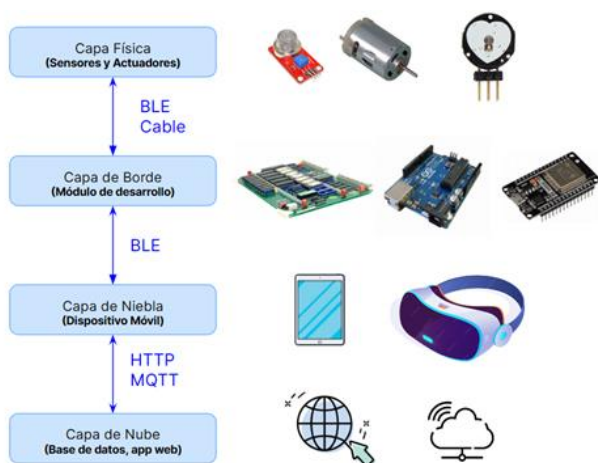 Capa Física
(Sensores y Actuadores)
BLE
Cable
Capa de Borde
(Módulo de desarrollo)
BLE
Capa de Niebla
(Dispositivo Móvil)
HTTP
MQTT
Capa de Nube
(Base de datos, app web)